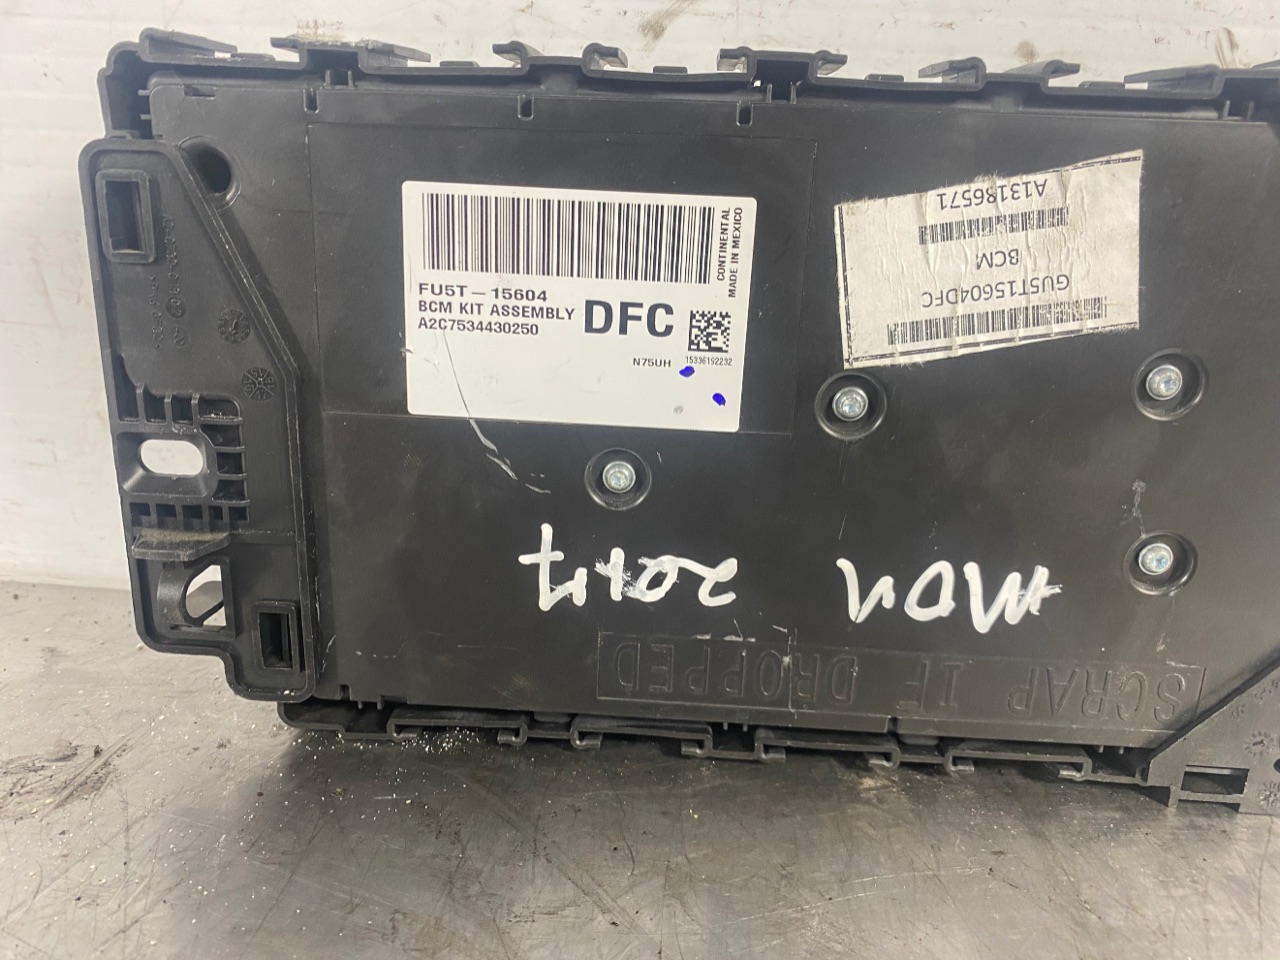 CONTINENTAL
MADE IN MEXICO
FU5T-15604
BCM KIT ASSEMBLY
A2C7534430250
DFC
N75UH
15336192232
GU5T15604DFC
BCM
A13186571
MON 2017
SCRAP IF DROPPED